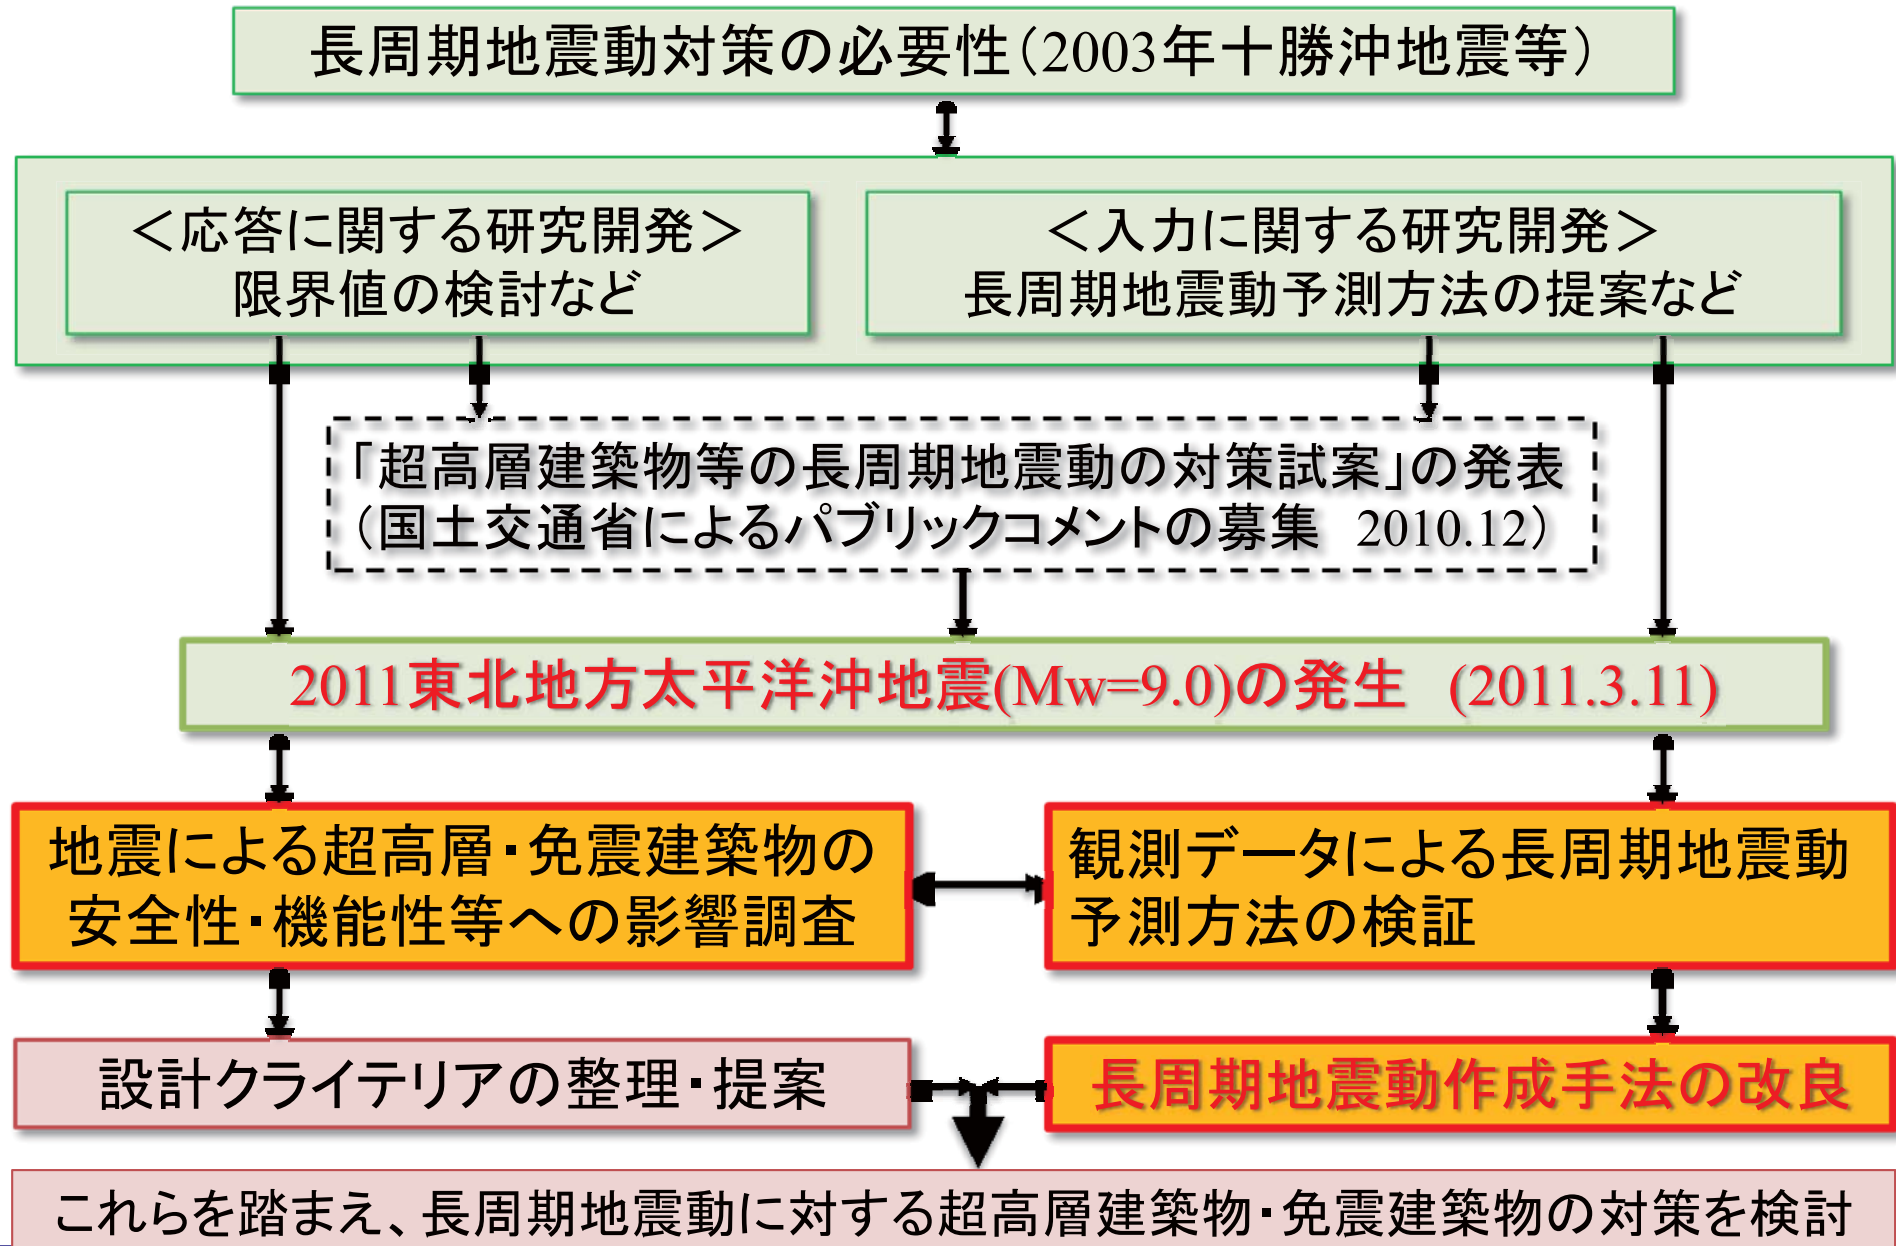 長周期地震動対策の必要性（2003年十勝沖地震等）
＜応答に関する研究開発＞
限界値の検討など
＜入力に関する研究開発＞
長周期地震動予測方法の提案など
「超高層建築物等の長周期地震動の対策試案」の発表
（国土交通省によるパブリックコメントの募集　2010.12）
2011東北地方太平洋沖地震(Mw=9.0)の発生　(2011.3.11)
地震による超高層・免震建築物の
安全性・機能性等への影響調査
観測データによる長周期地震動
予測方法の検証
設計クライテリアの整理・提案
長周期地震動作成手法の改良
これらを踏まえ、長周期地震動に対する超高層建築物・免震建築物の対策を検討